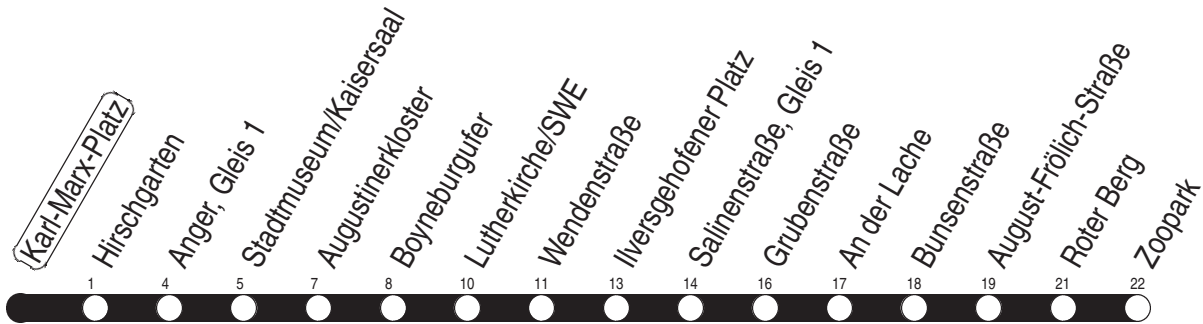 Karl-Marx-Platz
Hirschgarten
Anger, Gleis 1
Stadtmuseum/Kaisersaal
Augustinerkloster
Boyneburgufer
Lutherkirche/SWE
Wendenstraße
Ilversgehofener Platz
Salinenstraße, Gleis 1
Grubenstraße
An der Lache
Bunsenstraße
August-Frölich-Straße
Roter Berg
Zoopark
1 4 5 7 8 10 11 13 14 16 17 18 19 21 22